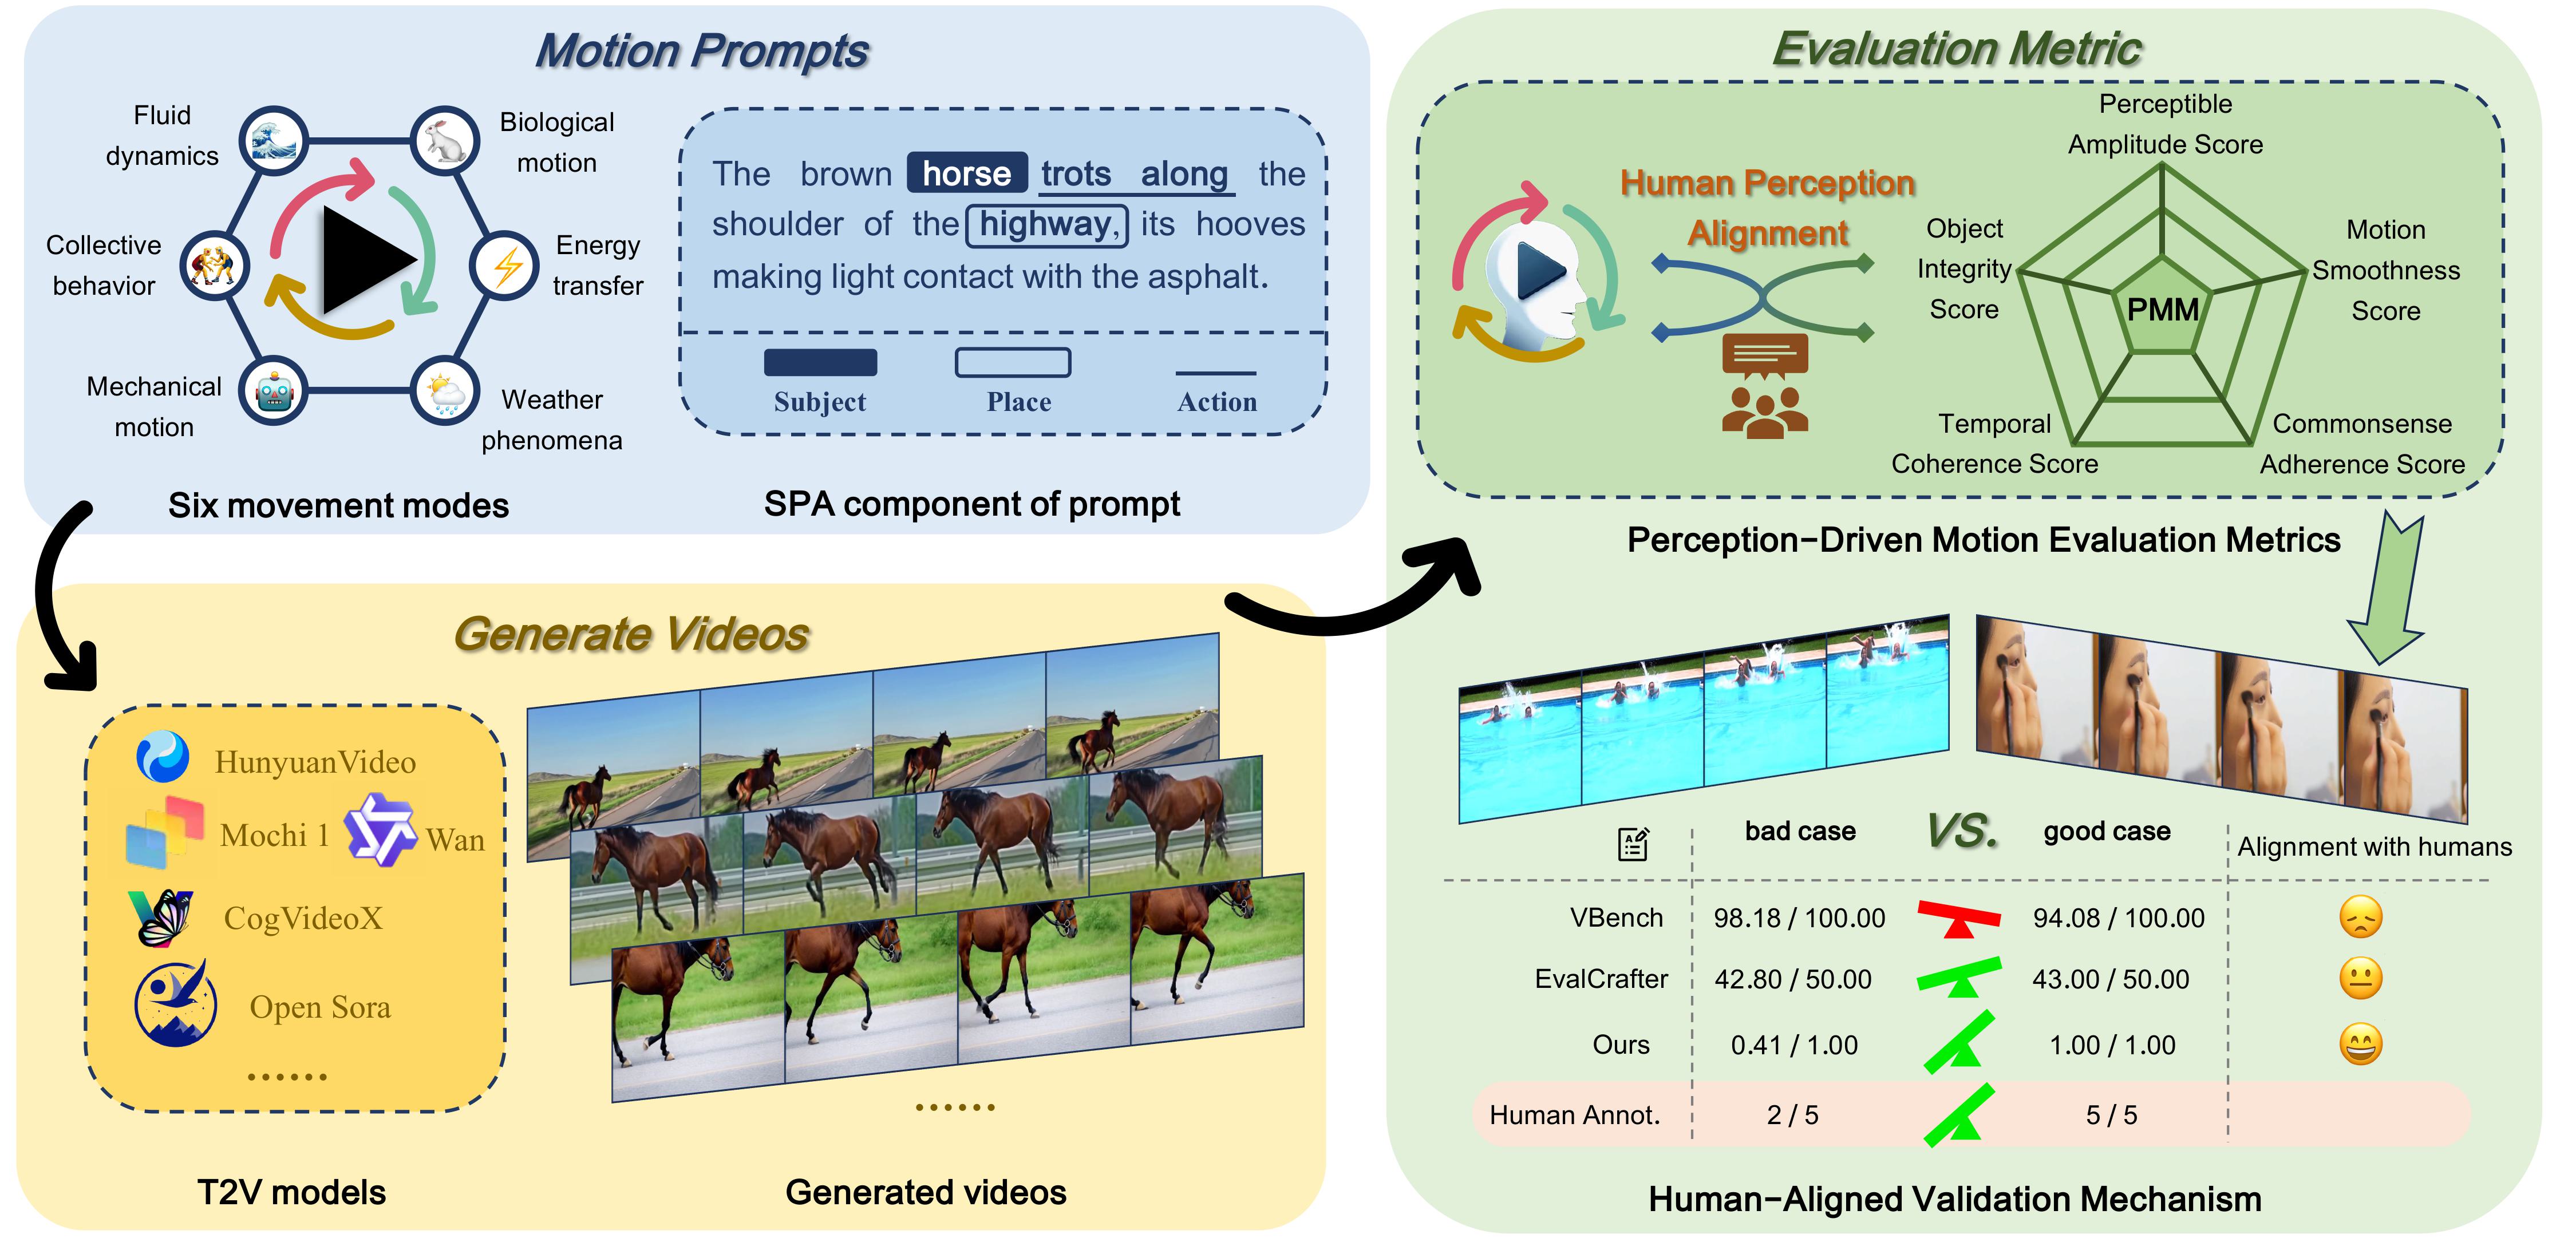 Motion Prompts
Fluid
dynamics
Biological
motion
Collective
behavior
Energy
transfer
Mechanical
motion
Weather
phenomena
Six movement modes
The brown horse trots along the
shoulder of the highway, its hooves
making light contact with the asphalt.
Subject
Place
Action
SPA component of prompt
Generate Videos
HunyuanVideo
Mochi 1
Wan
CogVideoX
Open Sora
......
T2V models
......
Generated videos
Evaluation Metric
Human Perception
Alignment
Perceptible
Amplitude Score
Object
Integrity
Score
Motion
Smoothness
Score
PMM
Temporal
Coherence Score
Commonsense
Adherence Score
Perception-Driven Motion Evaluation Metrics
bad case VS. good case Alignment with humans
VBench 98.18 / 100.00 94.08 / 100.00
EvalCrafter 42.80 / 50.00 43.00 / 50.00
Ours 0.41 / 1.00 1.00 / 1.00
Human Annot. 2 / 5 5 / 5
Human-Aligned Validation Mechanism